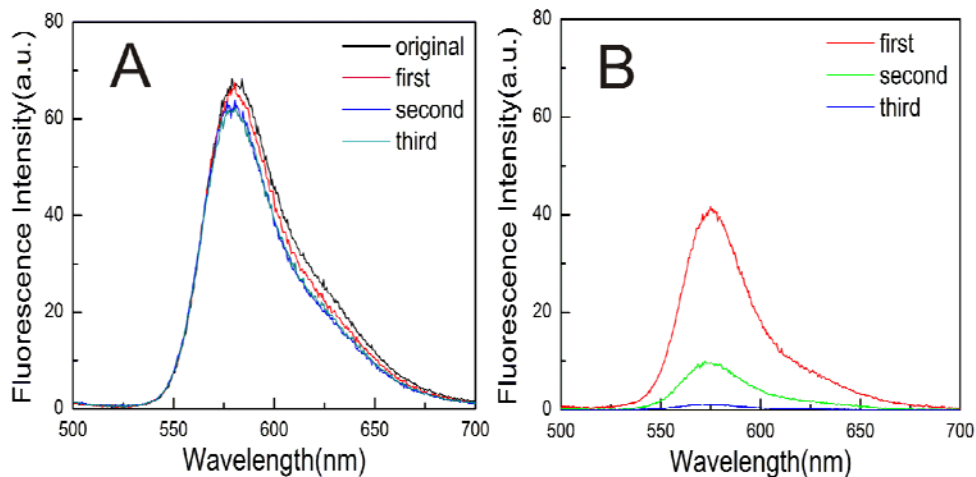 A
original
first
second
third
Fluorescence Intensity(a.u.)
80
60
40
20
0
500
550
600
650
700
Wavelength(nm)
B
first
second
third
Fluorescence Intensity(a.u.)
80
60
40
20
0
500
550
600
650
700
Wavelength(nm)